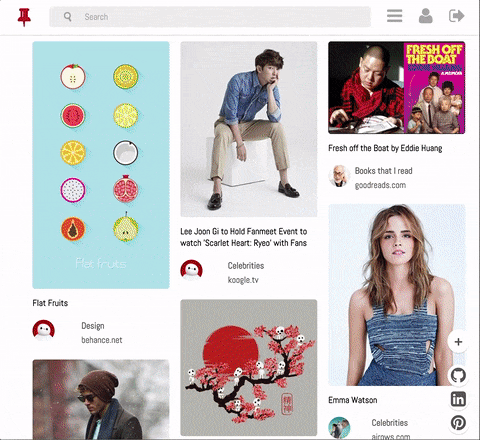 Search
Flat fruits
Flat Fruits
Design
behance.net
Lee Joon Gi to Hold Fanmeet Event to
watch 'Scarlet Heart: Ryeo' with Fans
Celebrities
koogle.tv
精
神
FRESH OFF
THE BOAT
A MEMOIR
Fresh off the Boat by Eddie Huang
Books that I read
goodreads.com
Emma Watson
Celebrities
airows.com